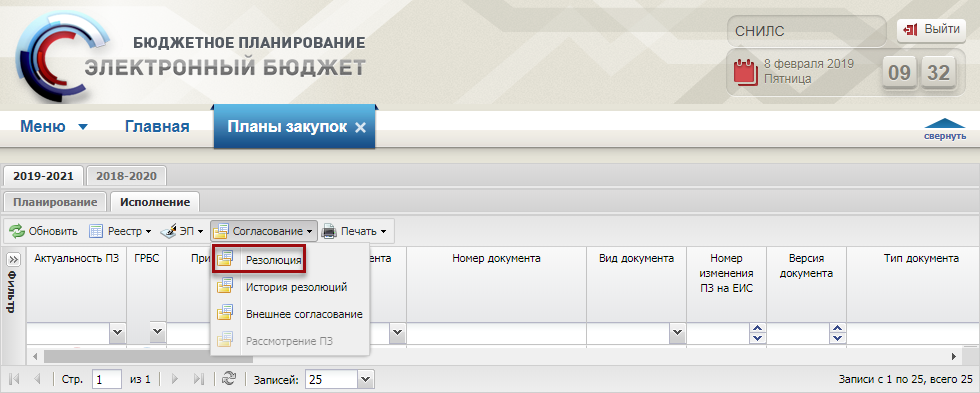 БЮДЖЕТНОЕ ПЛАНИРОВАНИЕ
ЭЛЕКТРОННЫЙ БЮДЖЕТ
СНИЛС
Выйти
8 февраля 2019
Пятница
09 32
Меню Главная Планы закупок
свернуть
2019-2021 2018-2020
Планирование Исполнение
Обновить Реестр ЭП Согласование Печать
Резолюция
История резолюций
Внешнее согласование
Рассмотрение ПЗ
Фильтр
Актуальность ПЗ ГРБС При ента Номер документа Вид документа Номер изменения ПЗ на ЕИС Версия документа Тип документа
Стр. 1 из 1 Записей: 25 Записи с 1 по 25, всего 25